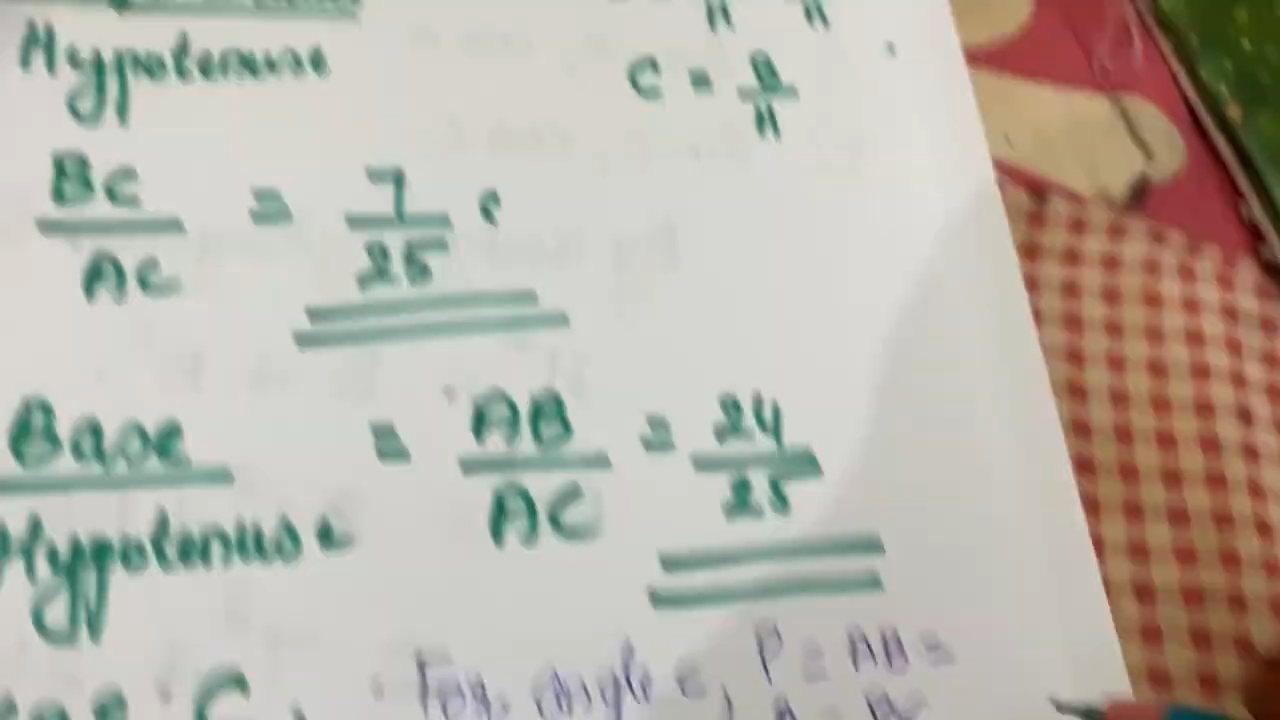 Hypotenuse
C = B/H
BC/AC = 7/25
Base/Hypotenuse = AB/AC = 24/25
For angle c, P = AB =